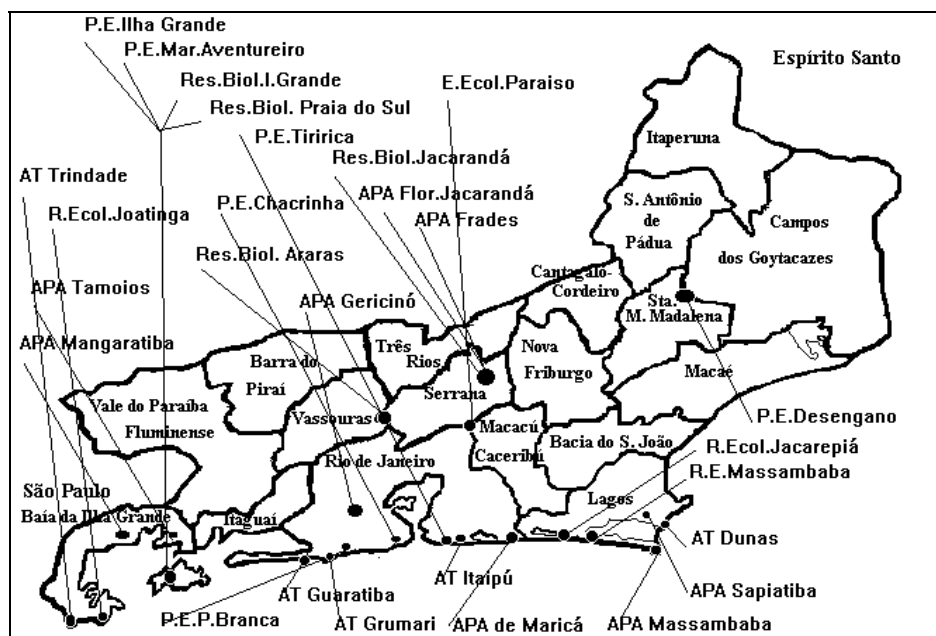 P.E.Ilha Grande
P.E.Mar.Aventureiro
Res.Biol.I.Grande
Res.Biol. Praia do Sul
P.E.Tiririca
E.Ecol.Paraiso
Espírito Santo
Itaperuna
Res.Biol.Jacarandá
AT Trindade
APA Flor.Jacarandá
R.Ecol.Joatinga
P.E.Chacrinha
APA Frades
S. Antônio
de
Pádua
Campos
dos Goytacazes
Res.Biol. Araras
APA Tamoios
APA Gericinó
Cantagalo-
Cordeiro
Sta.
M. Madalena
APA Mangaratiba
Barra do
Piraí
Três
Rios
Nova
Friburgo
Macaé
Vale do Paraíba
Fluminense
Vassouras
Serrana
Macacú
Caceribú
Bacia do S. João
P.E.Desengano
R.Ecol.Jacarepiá
R.E.Massambaba
Rio de Janeiro
São Paulo
Baía da Ilha Grande
Itaguaí
Lagos
AT Dunas
AT Itaipú
APA Sapiatiba
AT Guaratiba
P.E.P.Branca
AT Grumari
APA de Maricá
APA Massambaba